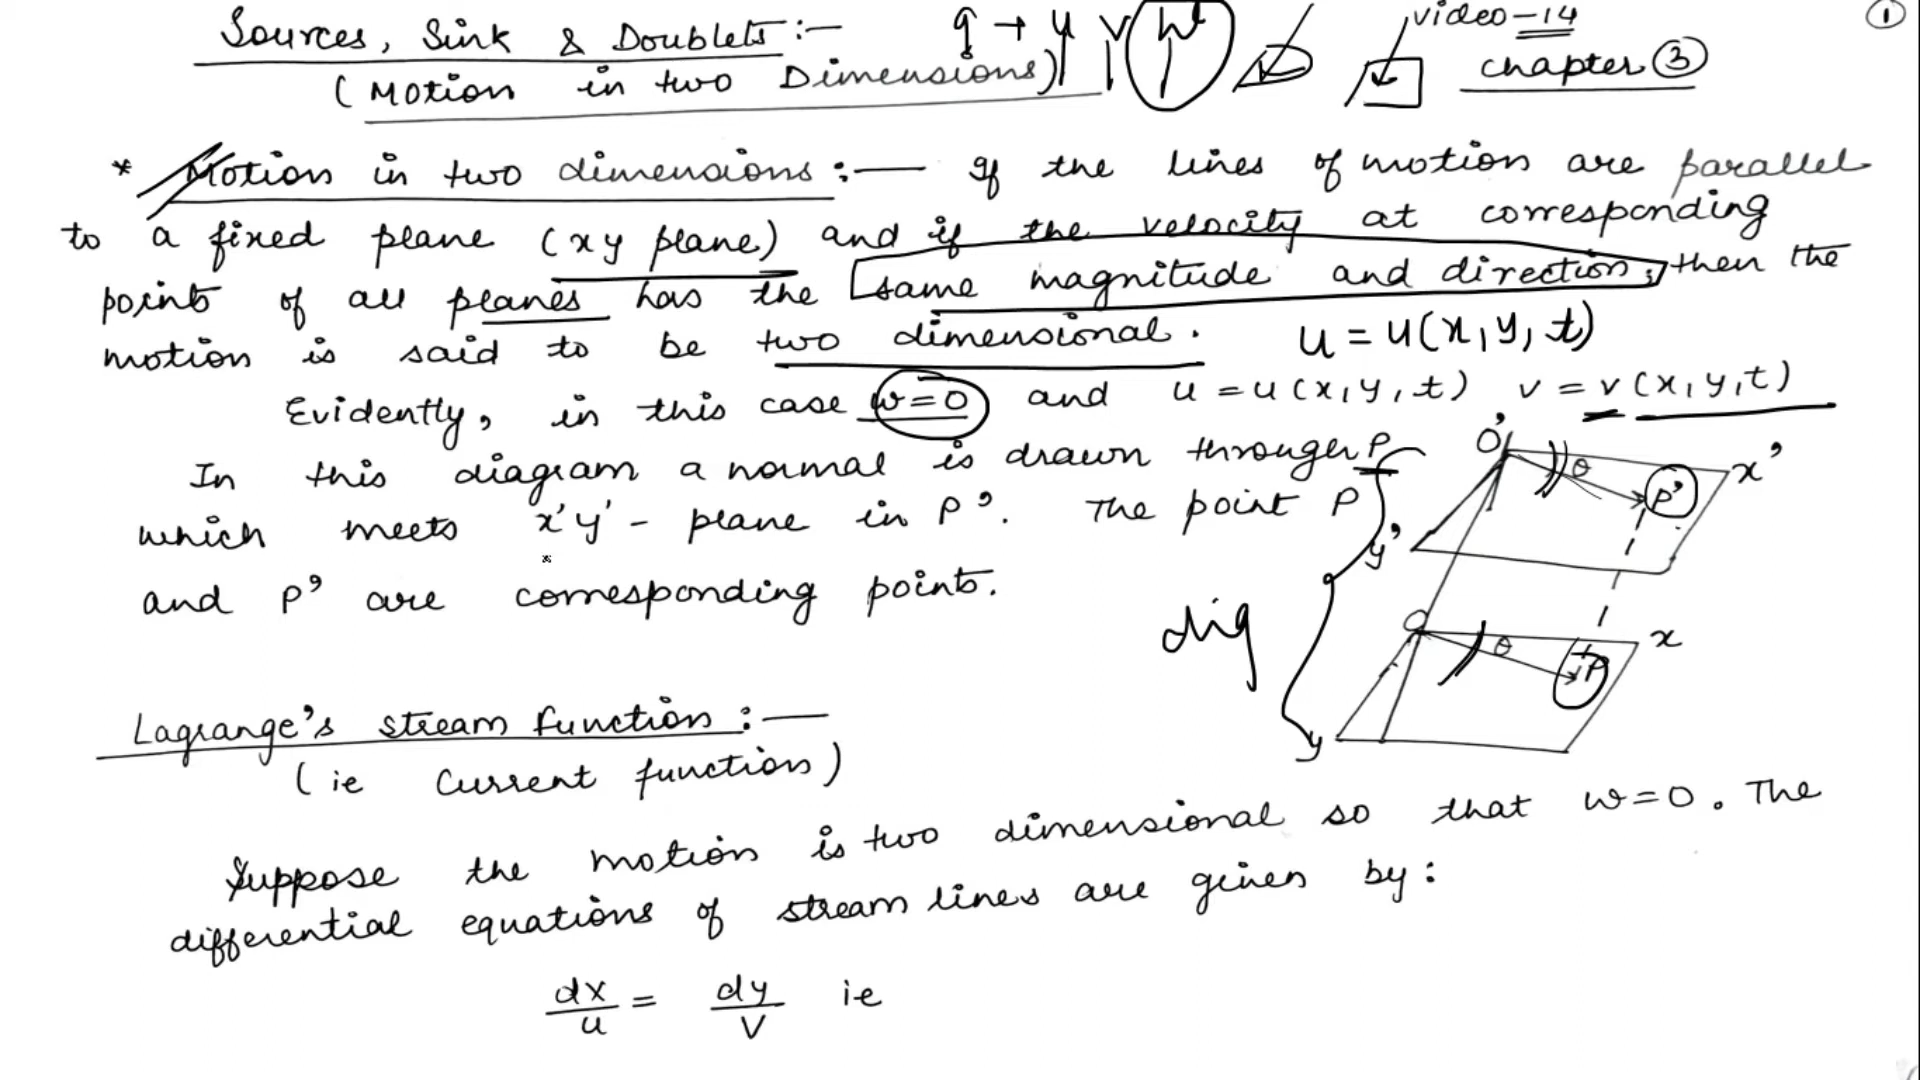 Sources, Sink & Doublets :— q → u v w video-14 ①
(Motion in two Dimensions) chapter ③
* Motion in two dimensions :— If the lines of motion are parallel
to a fixed plane (xy plane) and if the velocity at corresponding
points of all planes has the same magnitude and direction, then the
motion is said to be two dimensional. u = u(x, y, t)
Evidently, in this case w=0 and u = u(x, y, t) v = v(x, y, t)
In this diagram a normal is drawn through P
which meets x'y' - plane in P'. The point P
and P' are corresponding points.
O' θ P' x' y'
dig
O θ P x y
Lagrange's stream function :—
(ie Current function)
Suppose the motion is two dimensional so that w=0. The
differential equations of stream lines are given by:
dx/u = dy/v ie